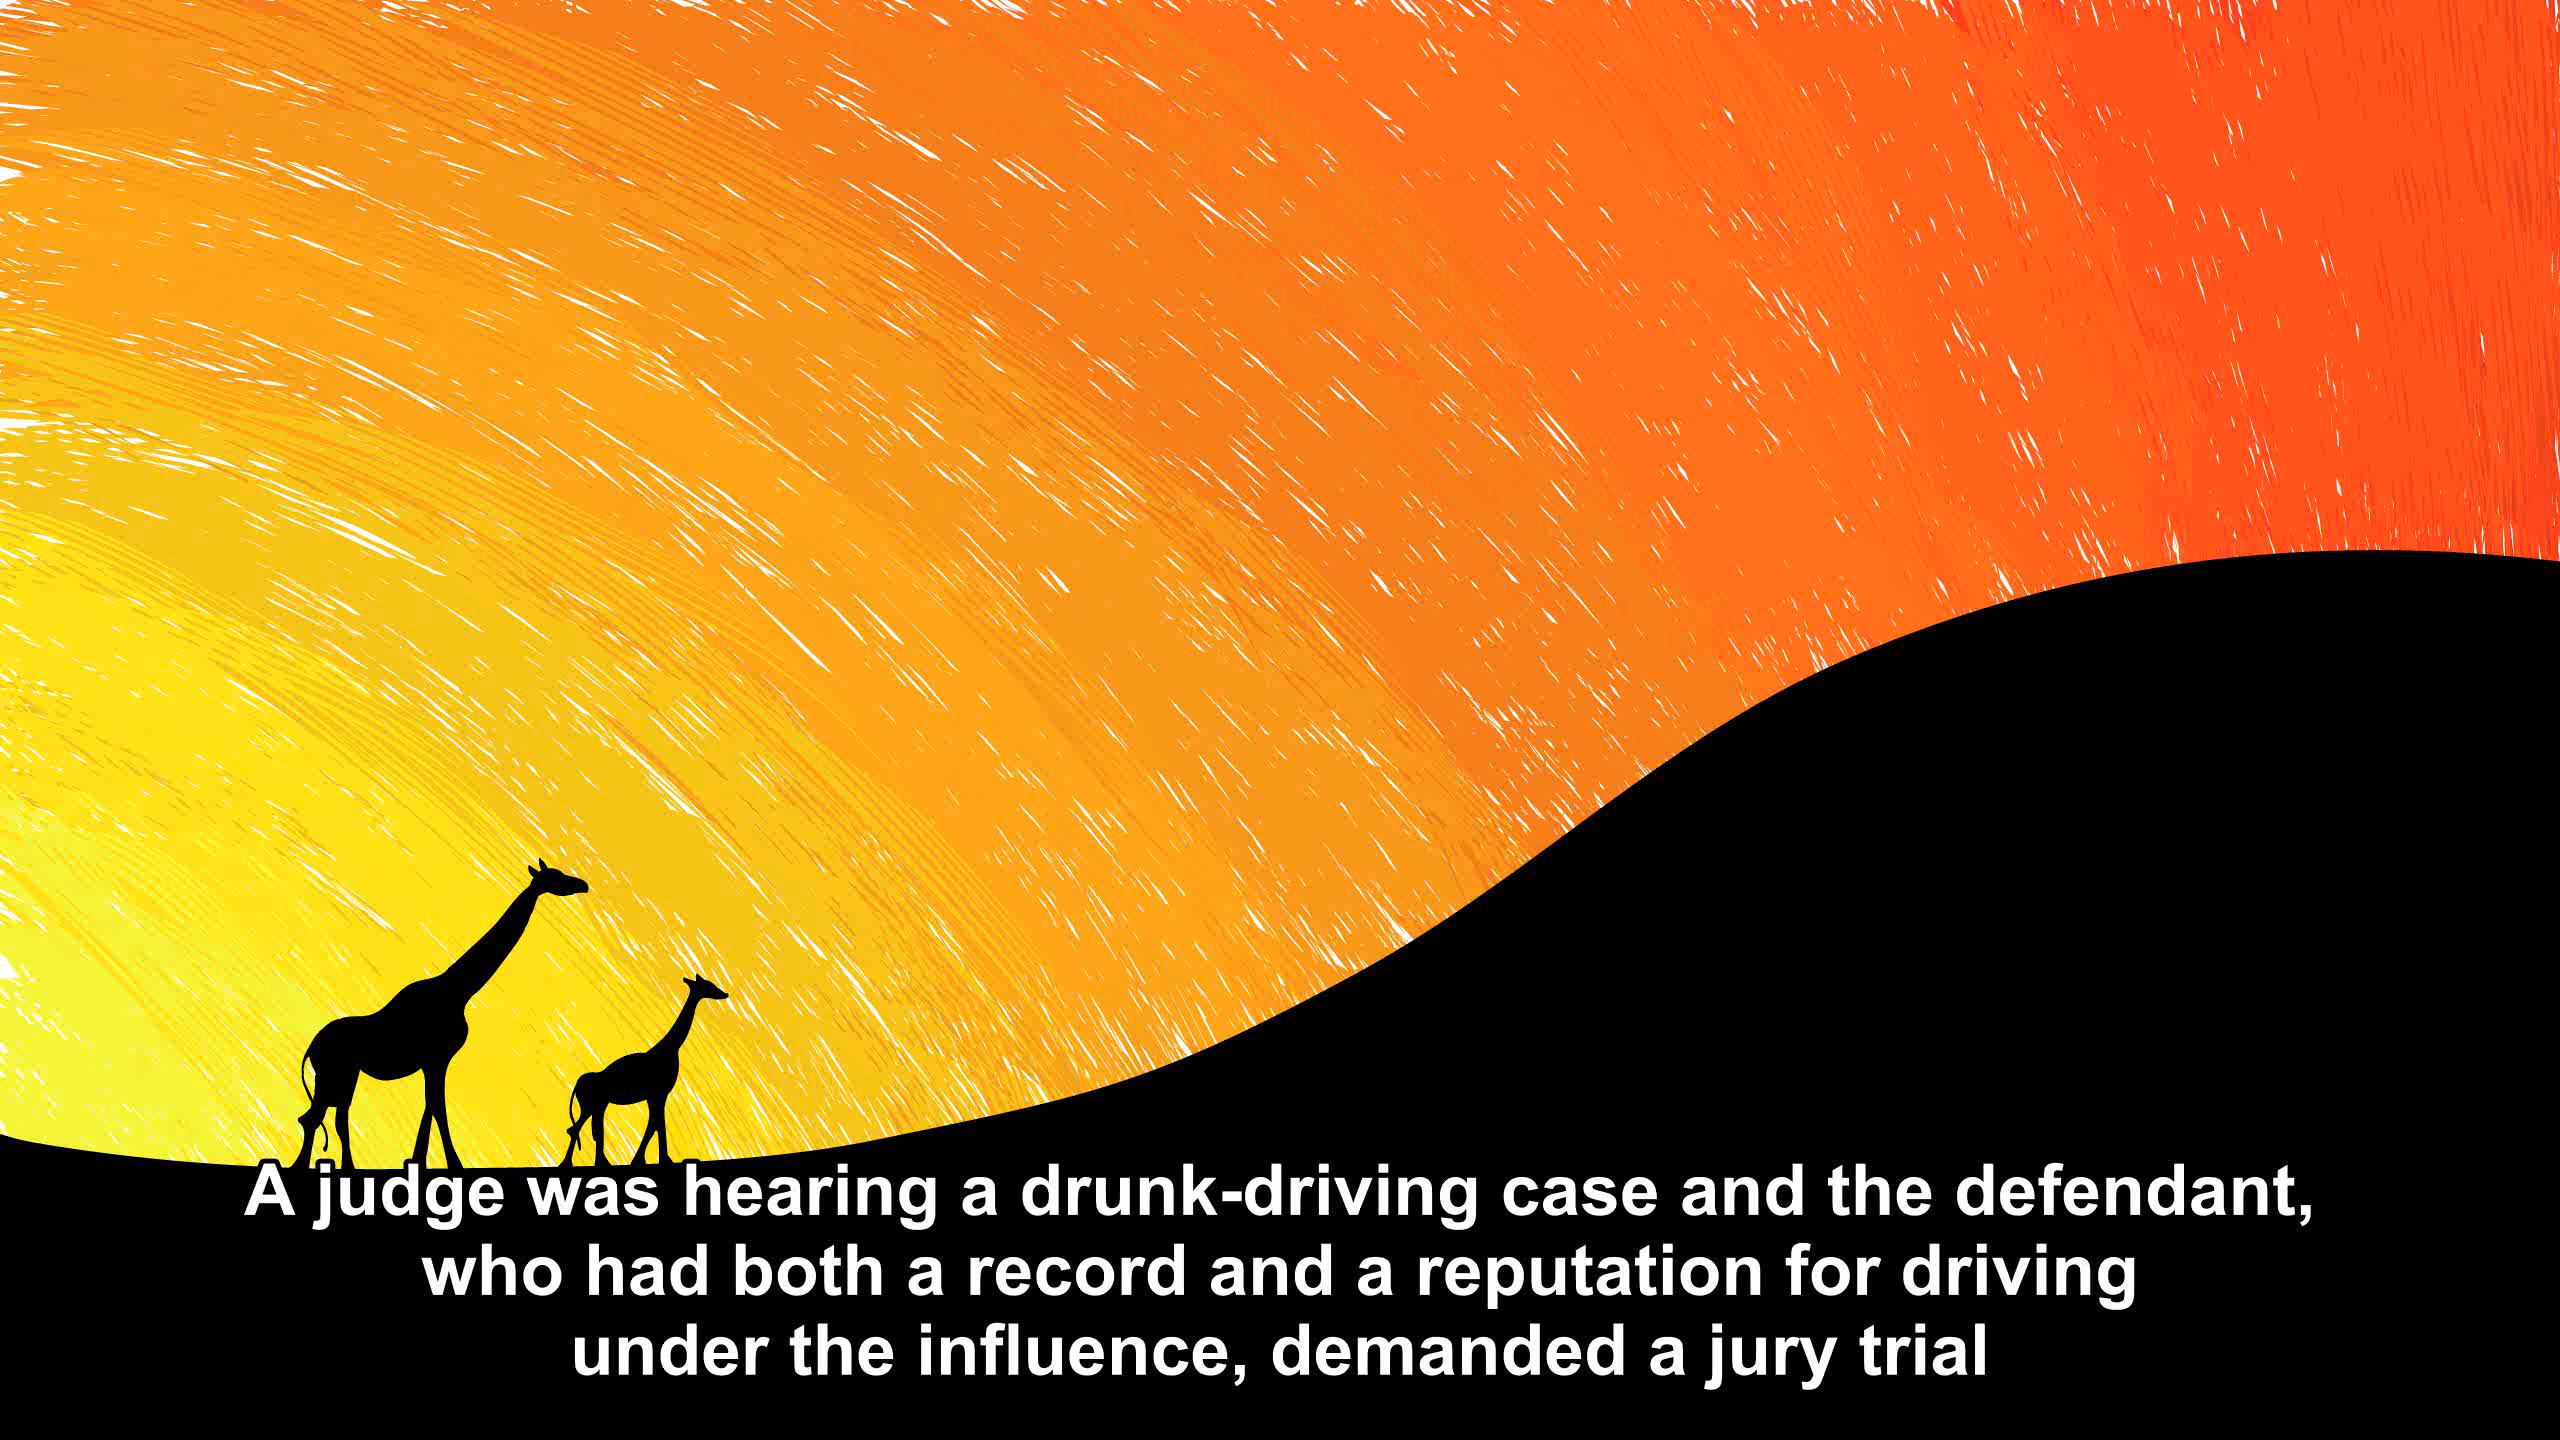 A judge was hearing a drunk-driving case and the defendant,
who had both a record and a reputation for driving
under the influence, demanded a jury trial